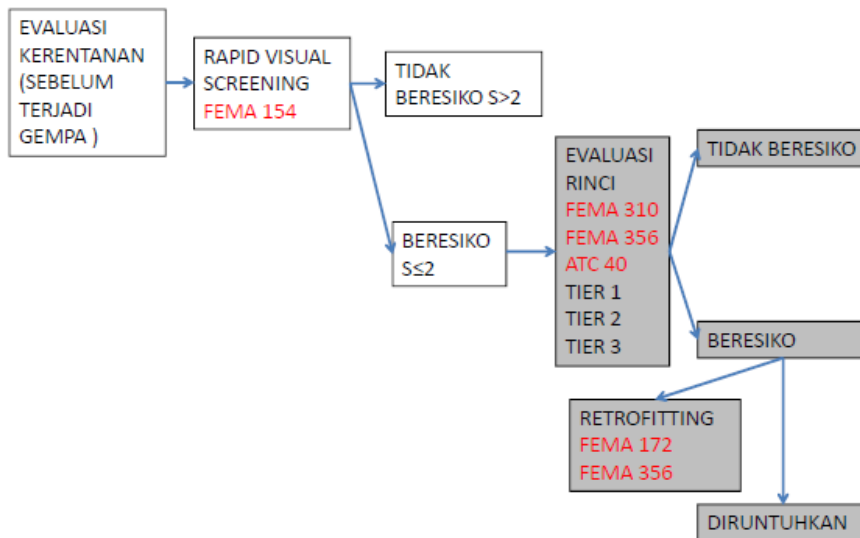 EVALUASI
KERENTANAN
(SEBELUM
TERJADI
GEMPA )
RAPID VISUAL
SCREENING
FEMA 154
TIDAK
BERESIKO S>2
BERESIKO
S≤2
EVALUASI
RINCI
FEMA 310
FEMA 356
ATC 40
TIER 1
TIER 2
TIER 3
TIDAK BERESIKO
BERESIKO
RETROFITTING
FEMA 172
FEMA 356
DIRUNTUHKAN